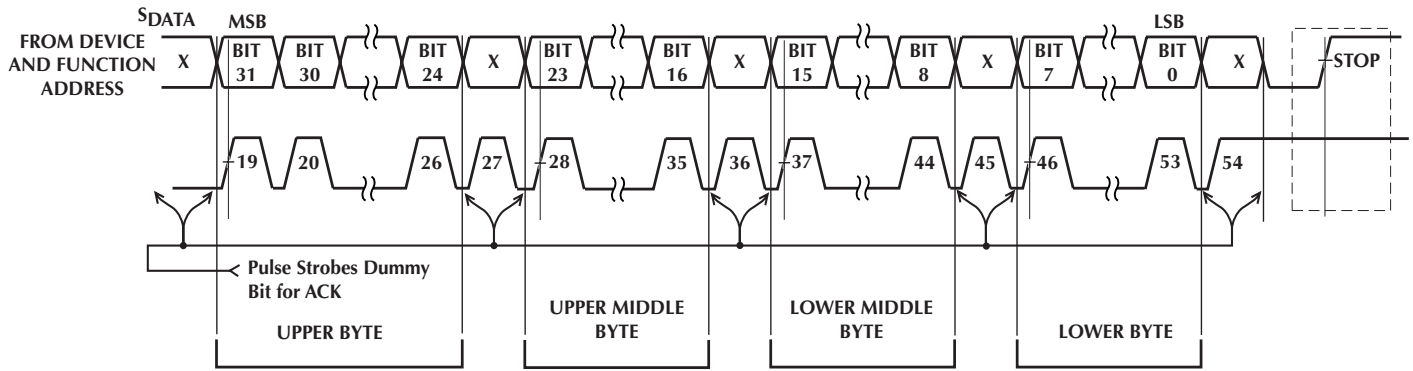 SDATA
FROM DEVICE
AND FUNCTION
ADDRESS
MSB
LSB
X
BIT
31
BIT
30
BIT
24
X
BIT
23
BIT
16
X
BIT
15
BIT
8
X
BIT
7
BIT
0
X
STOP
19
20
26
27
28
35
36
37
44
45
46
53
54
Pulse Strobes Dummy
Bit for ACK
UPPER BYTE
UPPER MIDDLE
BYTE
LOWER MIDDLE
BYTE
LOWER BYTE